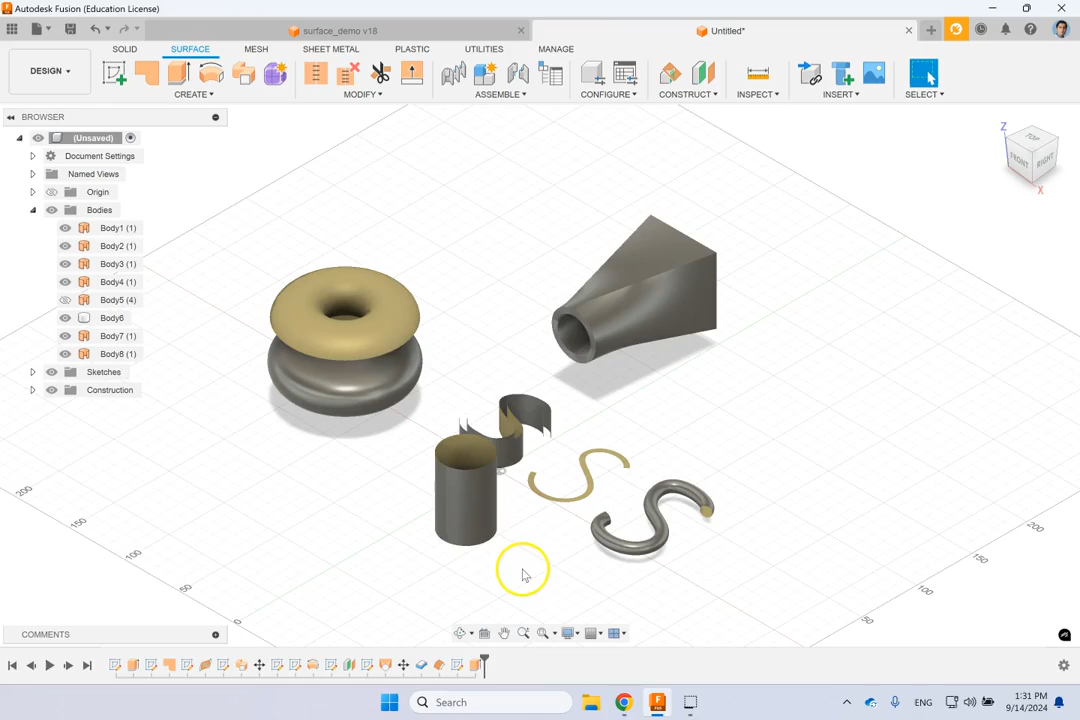 Autodesk Fusion (Education License)
surface_demo v18
Untitled*
SOLID SURFACE MESH SHEET METAL PLASTIC UTILITIES MANAGE
DESIGN ▾
CREATE ▾ MODIFY ▾ ASSEMBLE ▾ CONFIGURE ▾ CONSTRUCT ▾ INSPECT ▾ INSERT ▾ SELECT ▾
BROWSER
(Unsaved)
Document Settings
Named Views
Origin
Bodies
Body1 (1)
Body2 (1)
Body3 (1)
Body4 (1)
Body5 (4)
Body6
Body7 (1)
Body8 (1)
Sketches
Construction
Z
TOP
FRONT
RIGHT
X
200
150
100
50
0
200
150
100
50
COMMENTS
Search
ENG
1:31 PM
9/14/2024